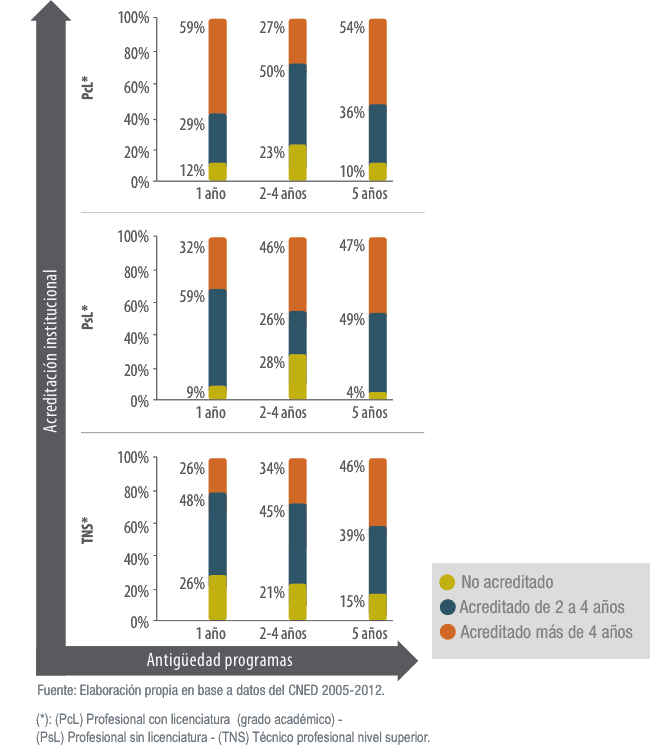 Acreditación institucional
PcL*
100%
80%
60%
40%
20%
0%
59%
29%
12%
27%
50%
23%
54%
36%
10%
1 año
2-4 años
5 años
PsL*
100%
80%
60%
40%
20%
0%
32%
59%
9%
46%
26%
28%
47%
49%
4%
1 año
2-4 años
5 años
TNS*
100%
80%
60%
40%
20%
0%
26%
48%
26%
34%
45%
21%
46%
39%
15%
1 año
2-4 años
5 años
No acreditado
Acreditado de 2 a 4 años
Acreditado más de 4 años
Antigüedad programas
Fuente: Elaboración propia en base a datos del CNED 2005-2012.
(*): (PcL) Profesional con licenciatura (grado académico) -
(PsL) Profesional sin licenciatura - (TNS) Técnico profesional nivel superior.